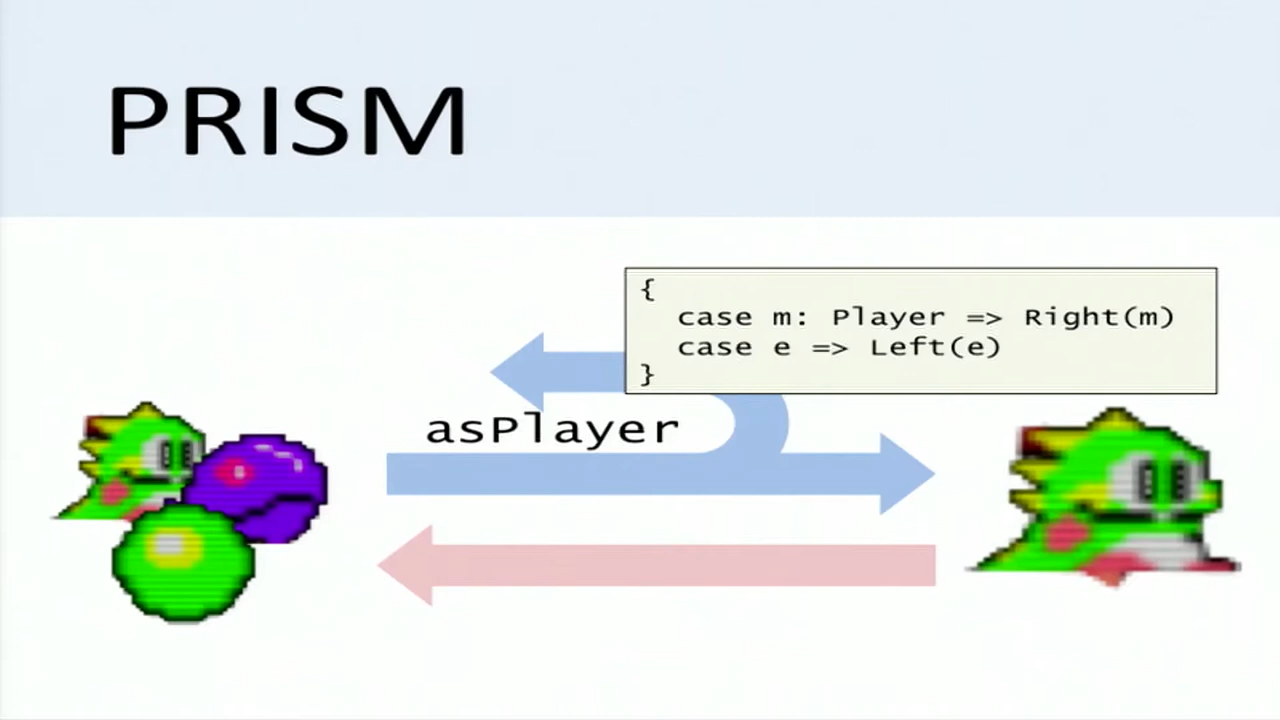 PRISM
{
case m: Player => Right(m)
case e => Left(e)
}
asPlayer